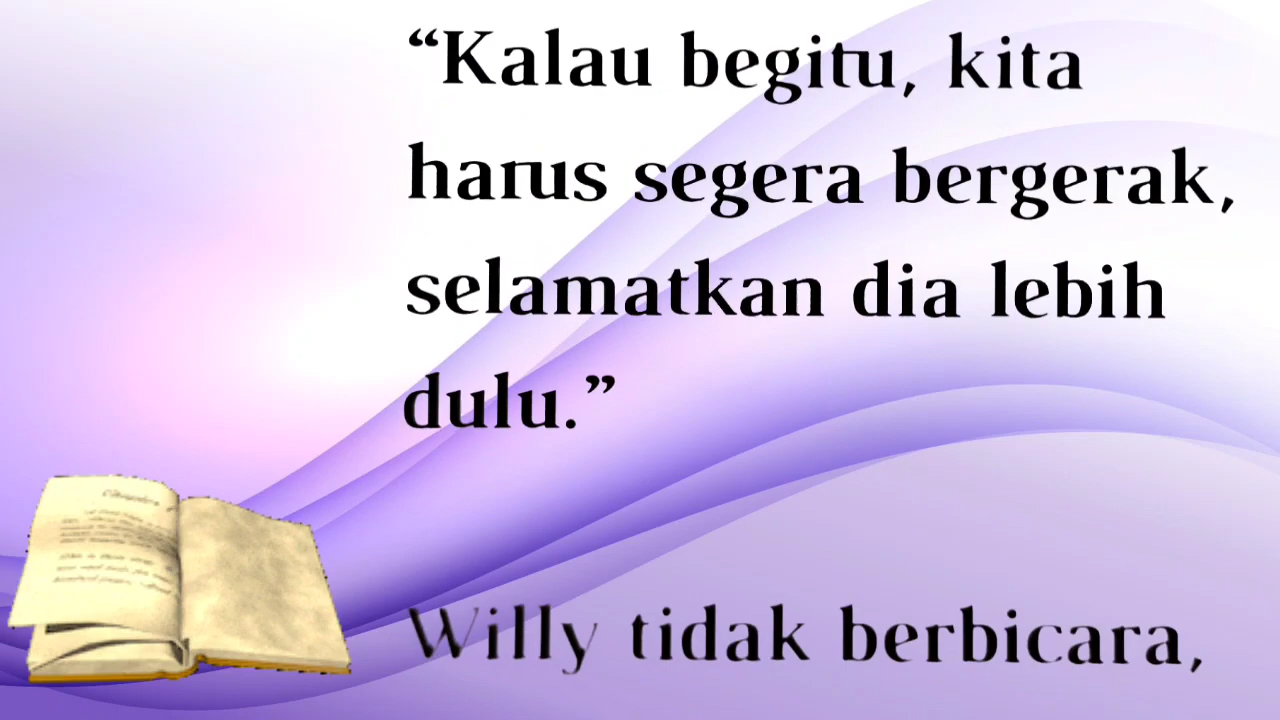 “Kalau begitu, kita
harus segera bergerak,
selamatkan dia lebih
dulu.”
Willy tidak berbicara,